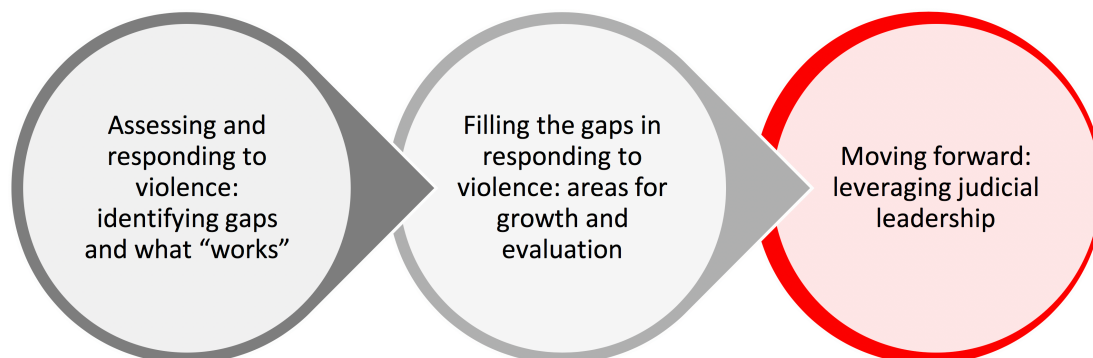 Assessing and
responding to
violence:
identifying gaps
and what “works”
Filling the gaps in
responding to
violence: areas for
growth and
evaluation
Moving forward:
leveraging judicial
leadership